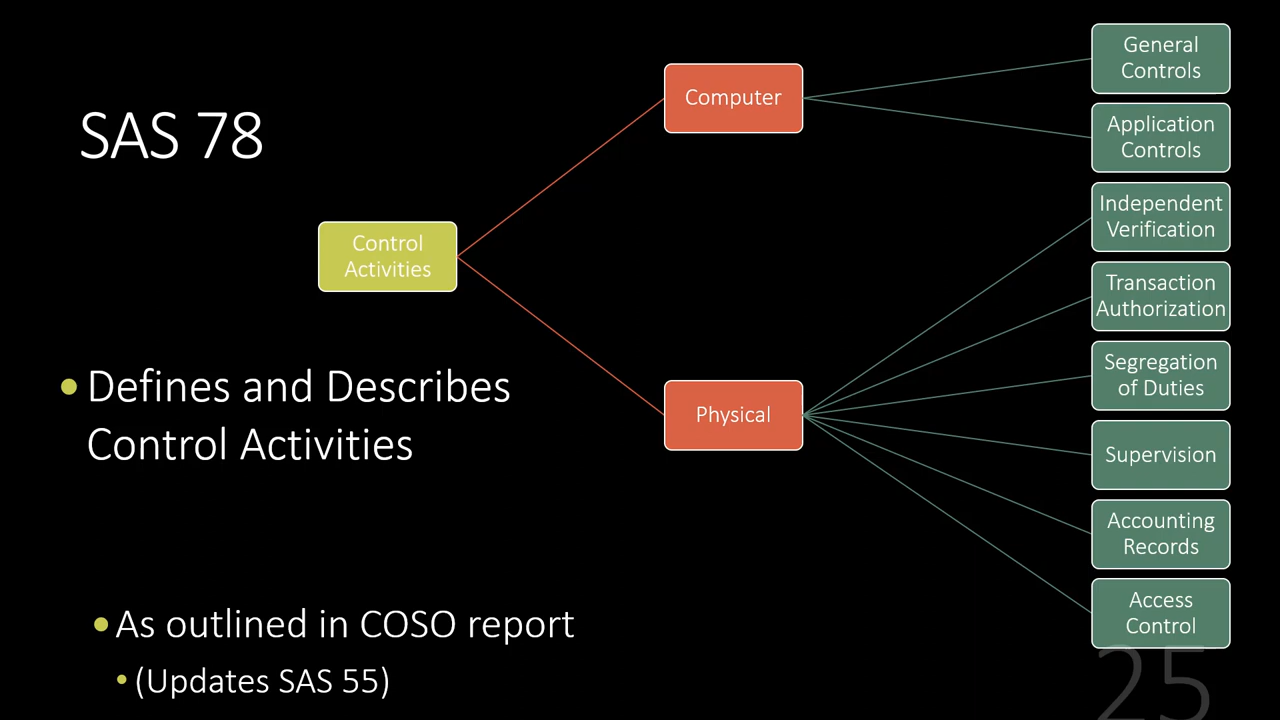 SAS 78
Control
Activities
Computer
Physical
General
Controls
Application
Controls
Independent
Verification
Transaction
Authorization
Segregation
of Duties
Supervision
Accounting
Records
Access
Control
•Defines and Describes
Control Activities
•As outlined in COSO report
•(Updates SAS 55)
25